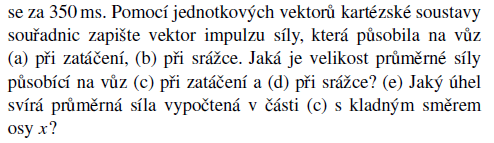 se za 350 ms. Pomocí jednotkových vektorů kartézské soustavy
souřadnic zapište vektor impulzu síly, která působila na vůz
(a) při zatáčení, (b) při srážce. Jaká je velikost průměrné síly
působící na vůz (c) při zatáčení a (d) při srážce? (e) Jaký úhel
svírá průměrná síla vypočtená v části (c) s kladným směrem
osy x?